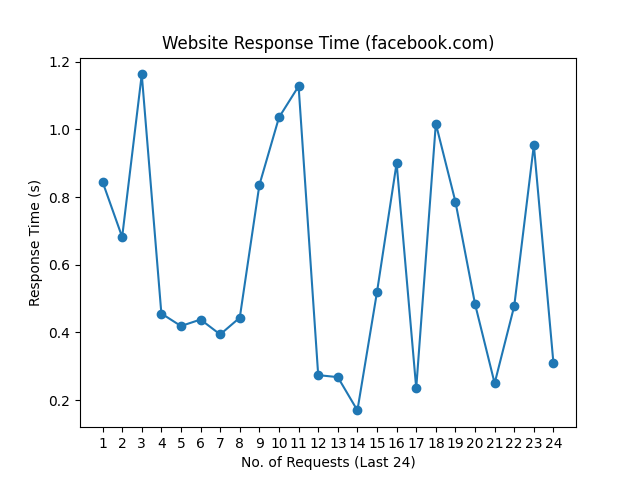 Website Response Time (facebook.com)
1.2
1.0
0.8
0.6
0.4
0.2
Response Time (s)
1 2 3 4 5 6 7 8 9 10 11 12 13 14 15 16 17 18 19 20 21 22 23 24
No. of Requests (Last 24)